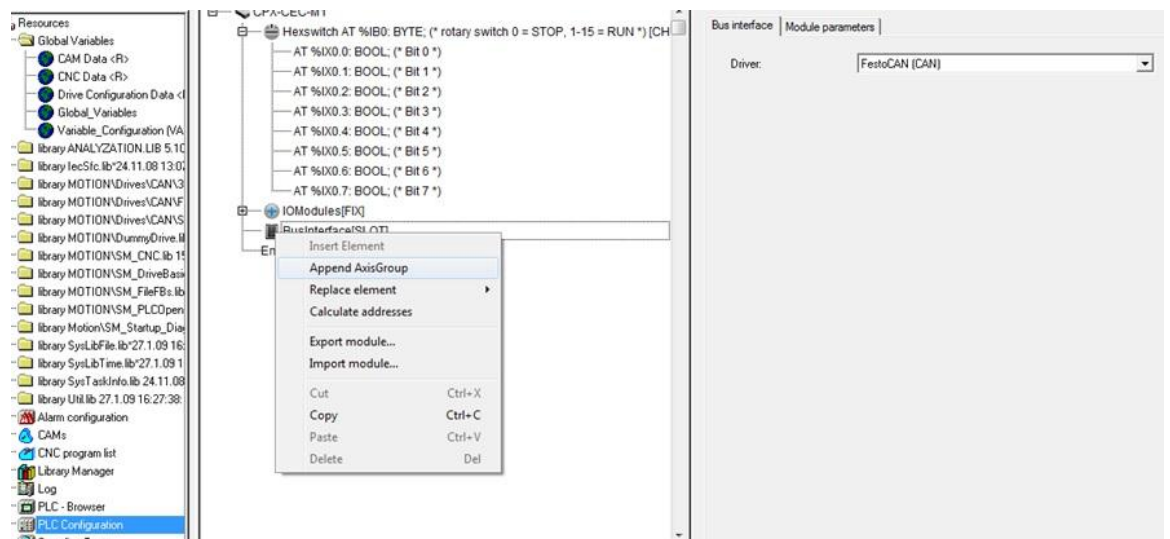 Resources
Global Variables
CAM Data <R>
CNC Data <R>
Drive Configuration Data <
Global_Variables
Variable_Configuration (VA
library ANALYZATION.LIB 5.10
library IecSfc.lib*24.11.08 13:0
library MOTION\Drives\CAN\3
library MOTION\Drives\CAN\F
library MOTION\Drives\CAN\S
library MOTION\DummyDrive.li
library MOTION\SM_CNC.lib 1
library MOTION\SM_DriveBasi
library MOTION\SM_FileFBs.lib
library MOTION\SM_PLCOpen
library Motion\SM_Startup_Dia
library SysLibFile.lib*27.1.09 16:
library SysLibTime.lib*27.1.09 1
library SysTaskInfo.lib 24.11.08
library Util.lib 27.1.09 16:27:38:
Alarm configuration
CAMs
CNC program list
Library Manager
Log
PLC - Browser
PLC Configuration
CPX-CEC-M1
Hexswitch AT %IB0: BYTE; (* rotary switch 0 = STOP, 1-15 = RUN *) [CH
AT %IX0.0: BOOL; (* Bit 0 *)
AT %IX0.1: BOOL; (* Bit 1 *)
AT %IX0.2: BOOL; (* Bit 2 *)
AT %IX0.3: BOOL; (* Bit 3 *)
AT %IX0.4: BOOL; (* Bit 4 *)
AT %IX0.5: BOOL; (* Bit 5 *)
AT %IX0.6: BOOL; (* Bit 6 *)
AT %IX0.7: BOOL; (* Bit 7 *)
IOModules[FIX]
BusInterface[SLOT]
En
Insert Element
Append AxisGroup
Replace element
Calculate addresses
Export module...
Import module...
Cut Ctrl+X
Copy Ctrl+C
Paste Ctrl+V
Delete Del
Bus interface Module parameters
Driver: FestoCAN (CAN)